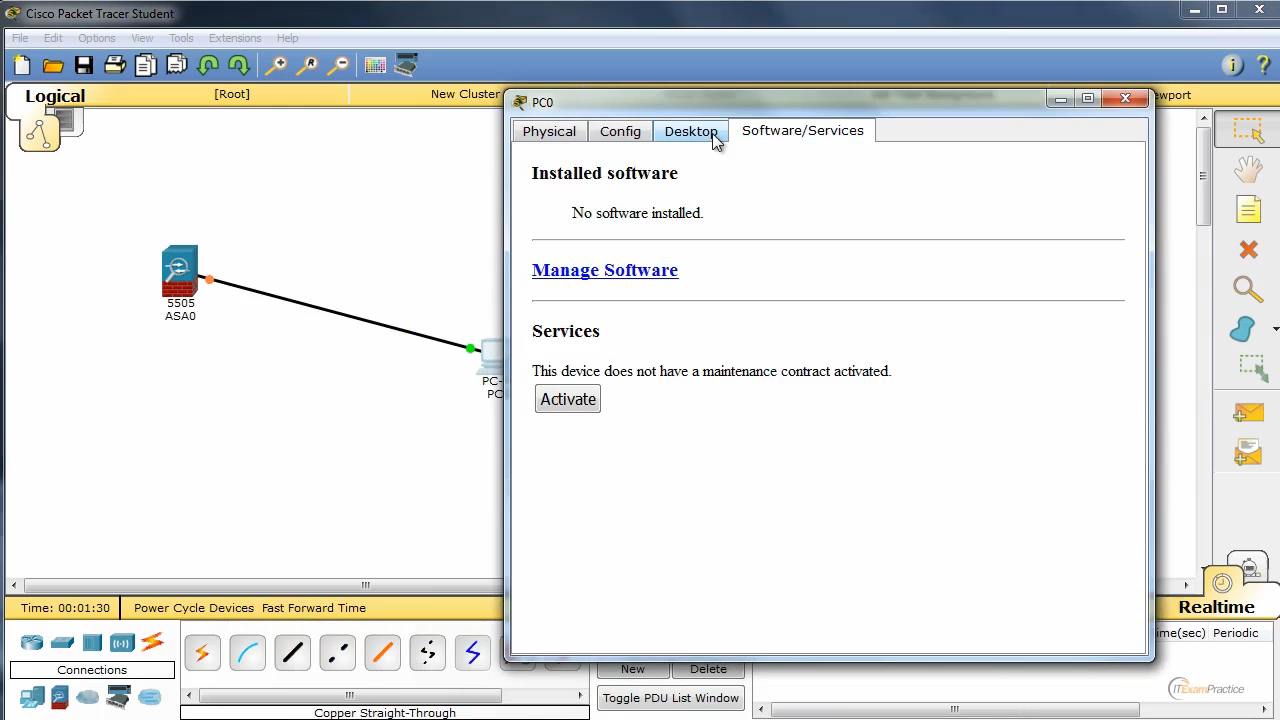 Cisco Packet Tracer Student
File Edit Options View Tools Extensions Help
Logical
[Root]
New Cluster
PC0
Physical
Config
Desktop
Software/Services
Installed software
No software installed.
Manage Software
Services
This device does not have a maintenance contract activated.
Activate
5505
ASA0
PC-
PC
Time: 00:01:30
Power Cycle Devices Fast Forward Time
Realtime
Connections
Copper Straight-Through
New
Delete
Toggle PDU List Window
Periodic
ITExamPractice